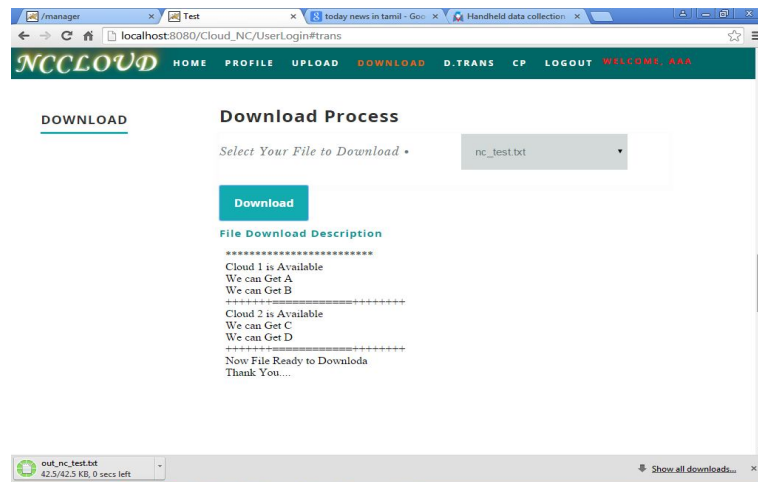 /manager
Test
today news in tamil - Goo
Handheld data collection
localhost:8080/Cloud_NC/UserLogin#trans
NCCLOUD HOME PROFILE UPLOAD DOWNLOAD D.TRANS CP LOGOUT WELCOME, AAA
DOWNLOAD
Download Process
Select Your File to Download •
nc_test.txt
Download
File Download Description
*************************
Cloud 1 is Available
We can Get A
We can Get B
+++++++============++++++++
Cloud 2 is Available
We can Get C
We can Get D
+++++++============++++++++
Now File Ready to Downloda
Thank You....
out_nc_test.txt
42.5/42.5 KB, 0 secs left
Show all downloads...